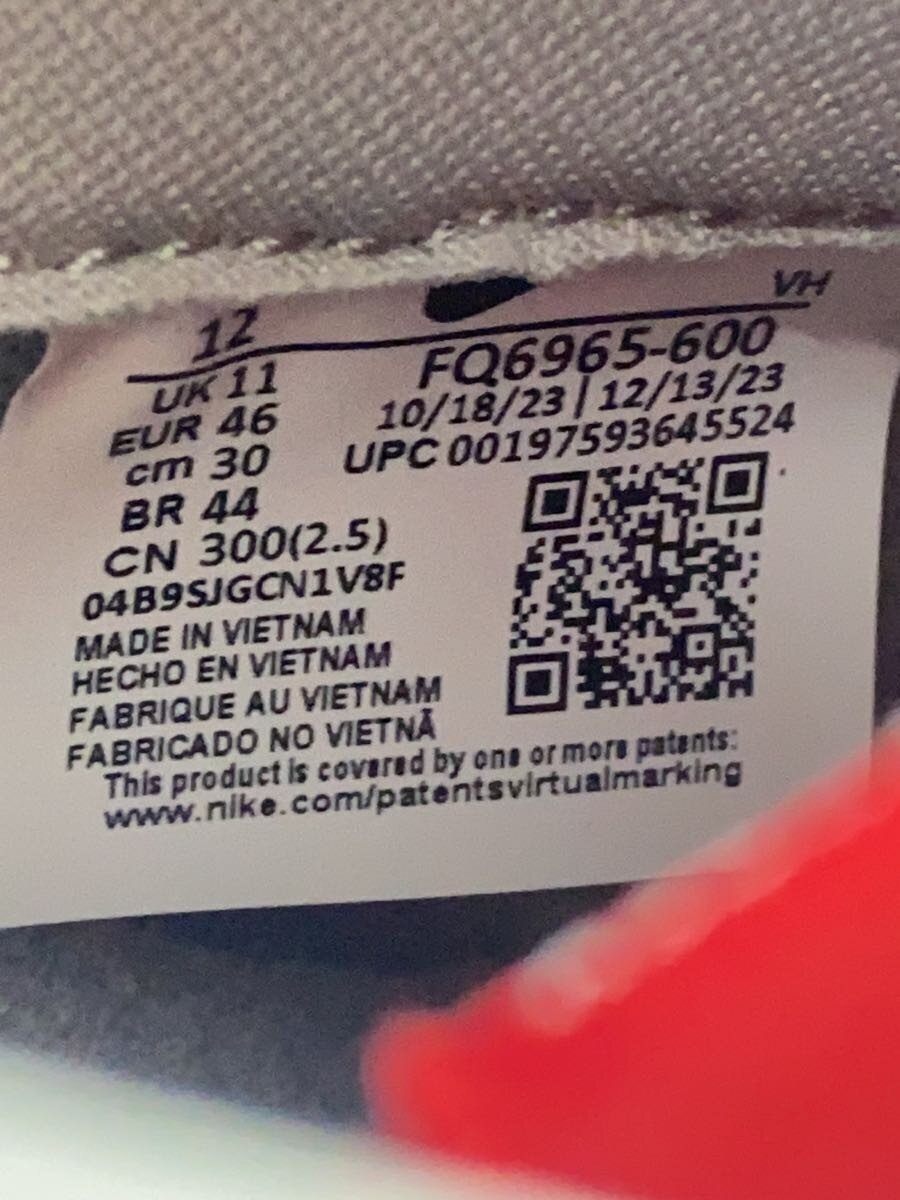 12
VH
UK 11
FQ6965-600
EUR 46
10/18/23 | 12/13/23
cm 30
UPC 00197593645524
BR 44
CN 300(2.5)
04B9SJGCN1V8F
MADE IN VIETNAM
HECHO EN VIETNAM
FABRIQUE AU VIETNAM
FABRICADO NO VIETNÃ
This product is covered by one or more patents:
www.nike.com/patentsvirtualmarking